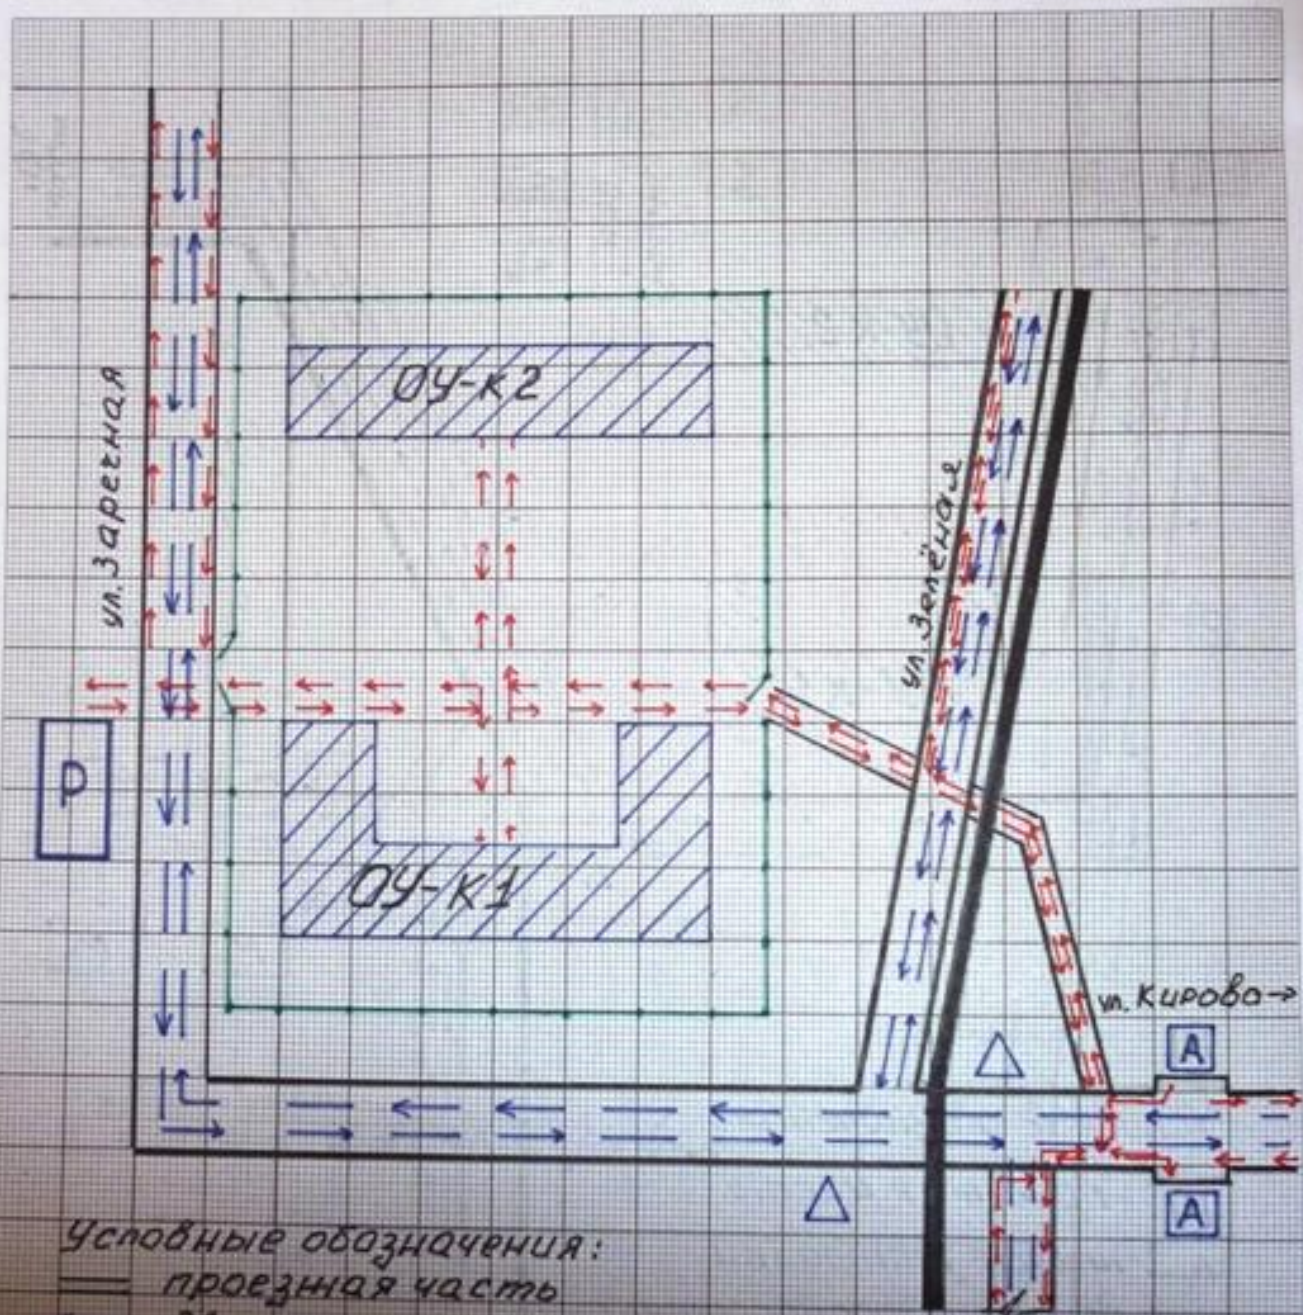 ул. Заречная
ОУ-к2
ул. Зелёная
Р
ОУ-к1
ул. Кирова→
А
А
Условные обозначения:
проезжая часть